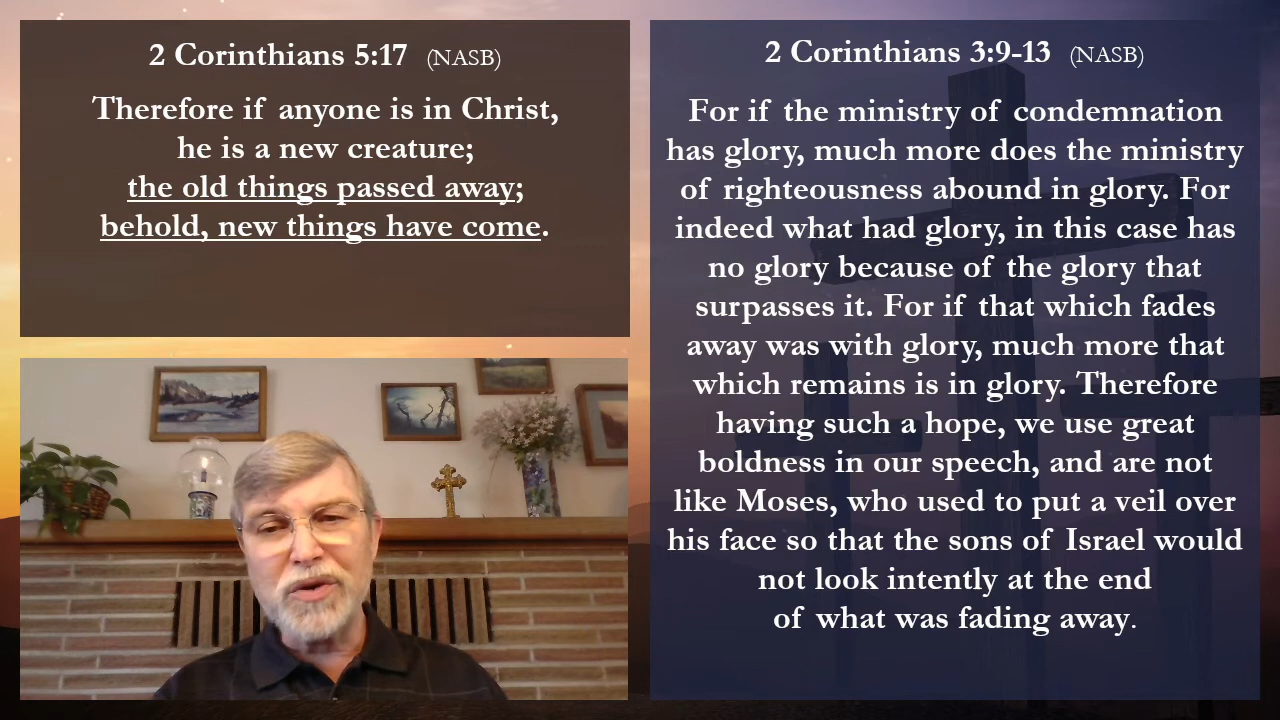 2 Corinthians 5:17 (NASB)
Therefore if anyone is in Christ,
he is a new creature;
the old things passed away;
behold, new things have come.
2 Corinthians 3:9-13 (NASB)
For if the ministry of condemnation
has glory, much more does the ministry
of righteousness abound in glory. For
indeed what had glory, in this case has
no glory because of the glory that
surpasses it. For if that which fades
away was with glory, much more that
which remains is in glory. Therefore
having such a hope, we use great
boldness in our speech, and are not
like Moses, who used to put a veil over
his face so that the sons of Israel would
not look intently at the end
of what was fading away.